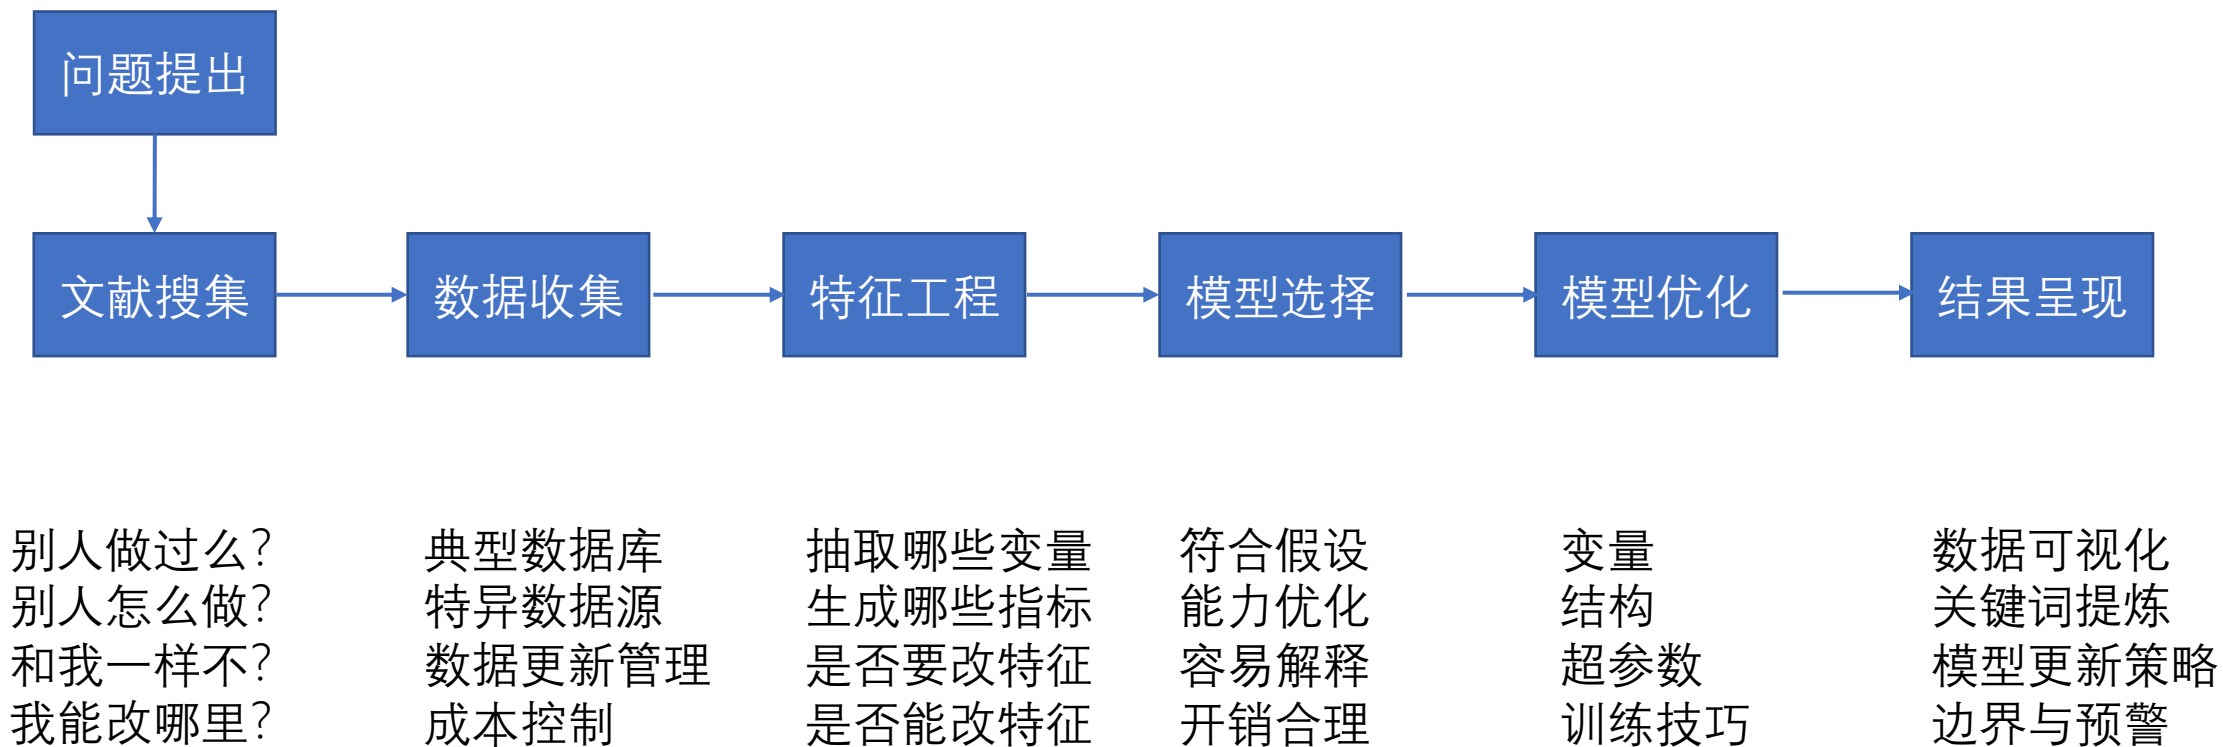 问题提出
文献搜集
数据收集
特征工程
模型选择
模型优化
结果呈现
别人做过么？
别人怎么做？
和我一样不？
我能改哪里？
典型数据库
特异数据源
数据更新管理
成本控制
抽取哪些变量
生成哪些指标
是否要改特征
是否能改特征
符合假设
能力优化
容易解释
开销合理
变量
结构
超参数
训练技巧
数据可视化
关键词提炼
模型更新策略
边界与预警